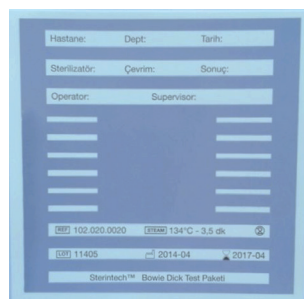 Hastane: Dept: Tarih:
Sterilizatör: Çevrim: Sonuç:
Operator: Supervisor:
REF 102.020.0020 STEAM 134°C - 3,5 dk
LOT 11405 2014-04 2017-04
Sterintech™ Bowie Dick Test Paketi